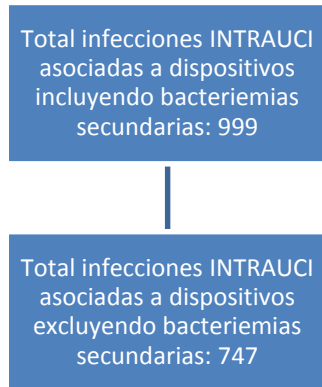 Total infecciones INTRAUCI
asociadas a dispositivos
incluyendo bacteriemias
secundarias: 999
Total infecciones INTRAUCI
asociadas a dispositivos
excluyendo bacteriemias
secundarias: 747